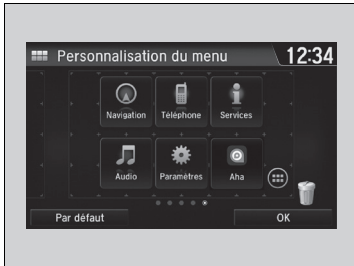 Personnalisation du menu
12:34
Navigation
Téléphone
Services
Audio
Paramètres
Aha
Par défaut
OK